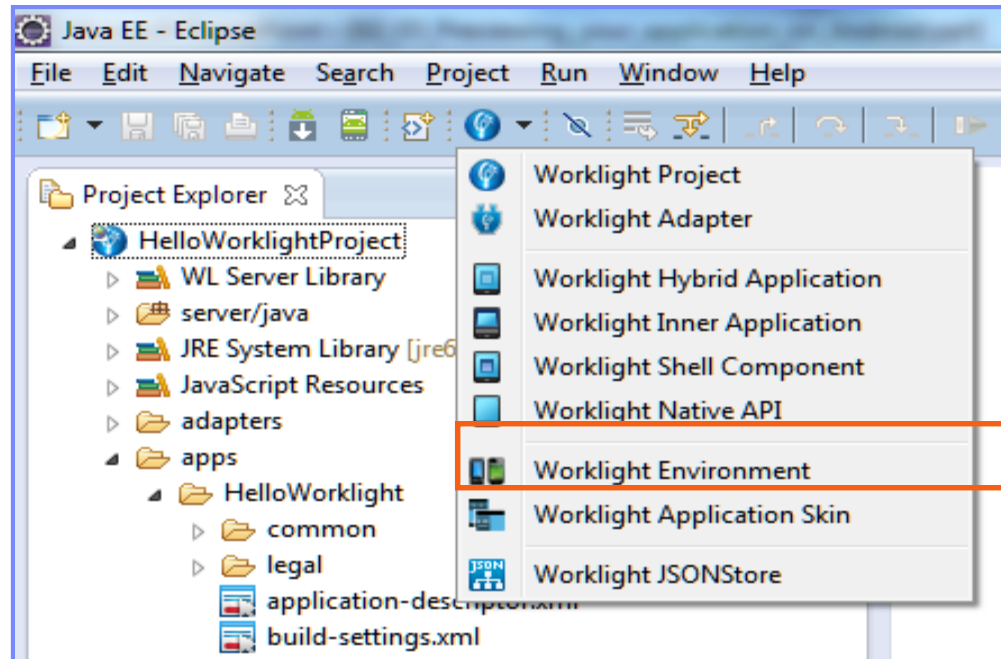 Java EE - Eclipse
File Edit Navigate Search Project Run Window Help
Project Explorer
HelloWorklightProject
WL Server Library
server/java
JRE System Library [jre6
JavaScript Resources
adapters
apps
HelloWorklight
common
legal
application-descriptor.xml
build-settings.xml
Worklight Project
Worklight Adapter
Worklight Hybrid Application
Worklight Inner Application
Worklight Shell Component
Worklight Native API
Worklight Environment
Worklight Application Skin
JSON
Worklight JSONStore